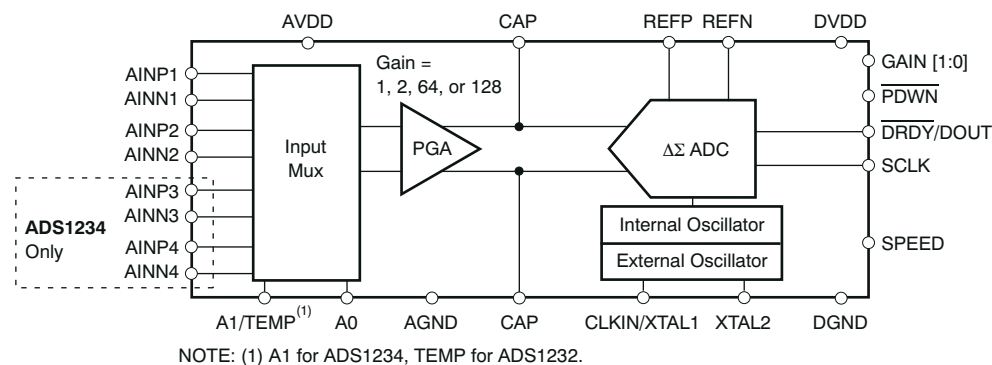 AVDD
CAP
REFP
REFN
DVDD
Gain =
1, 2, 64, or 128
GAIN [1:0]
AINP1
AINN1
PDWN
AINP2
AINN2
Input
Mux
PGA
ΔΣ ADC
DRDY/DOUT
SCLK
AINP3
AINN3
ADS1234
Only
AINP4
AINN4
Internal Oscillator
External Oscillator
SPEED
A1/TEMP(1)
A0
AGND
CAP
CLKIN/XTAL1
XTAL2
DGND
NOTE: (1) A1 for ADS1234, TEMP for ADS1232.